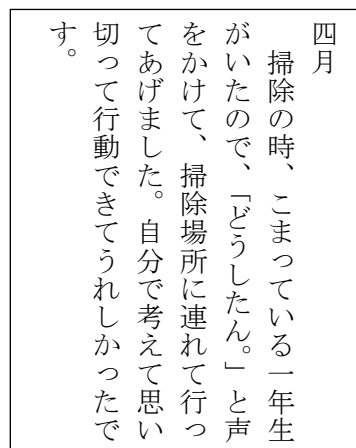 四月
　掃除の時、こまっている一年生
がいたので、「どうしたん。」と声
をかけて、掃除場所に連れて行っ
てあげました。自分で考えて思い
切って行動できてうれしかったで
す。